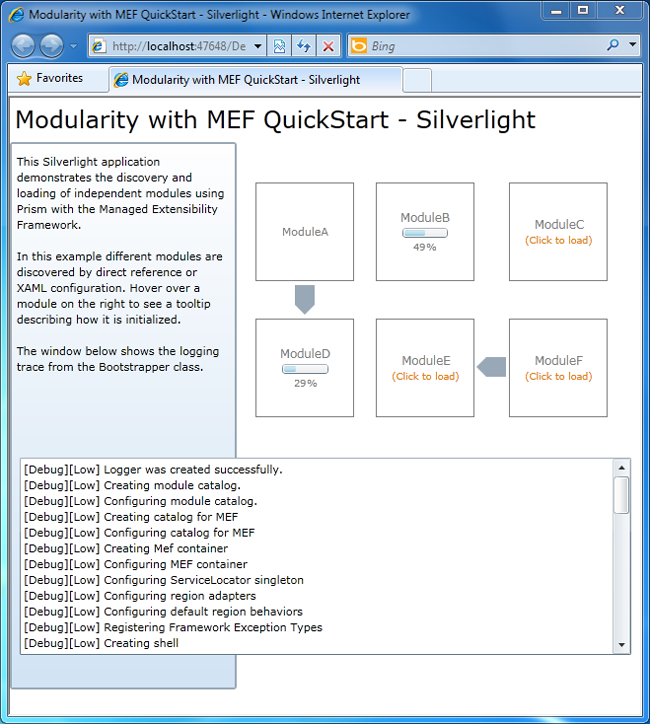 Modularity with MEF QuickStart - Silverlight - Windows Internet Explorer
http://localhost:47648/De
Bing
Favorites
Modularity with MEF QuickStart - Silverlight
Modularity with MEF QuickStart - Silverlight
This Silverlight application
demonstrates the discovery and
loading of independent modules using
Prism with the Managed Extensibility
Framework.
In this example different modules are
discovered by direct reference or
XAML configuration. Hover over a
module on the right to see a tooltip
describing how it is initialized.
The window below shows the logging
trace from the Bootstrapper class.
ModuleA
ModuleB
49%
ModuleC
(Click to load)
ModuleD
29%
ModuleE
(Click to load)
ModuleF
(Click to load)
[Debug][Low] Logger was created successfully.
[Debug][Low] Creating module catalog.
[Debug][Low] Configuring module catalog.
[Debug][Low] Creating catalog for MEF
[Debug][Low] Configuring catalog for MEF
[Debug][Low] Creating Mef container
[Debug][Low] Configuring MEF container
[Debug][Low] Configuring ServiceLocator singleton
[Debug][Low] Configuring region adapters
[Debug][Low] Configuring default region behaviors
[Debug][Low] Registering Framework Exception Types
[Debug][Low] Creating shell